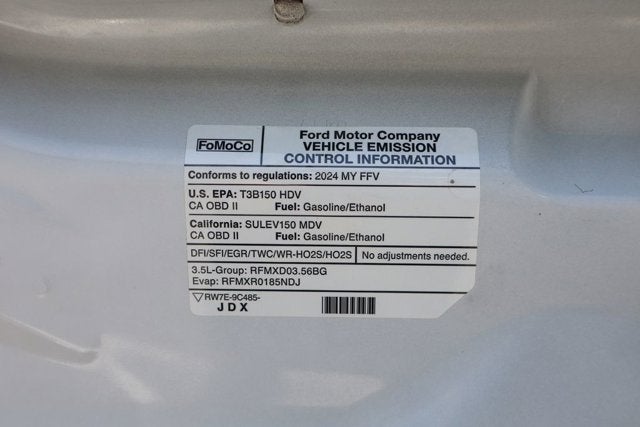 FoMoCo
Ford Motor Company
VEHICLE EMISSION
CONTROL INFORMATION
Conforms to regulations: 2024 MY FFV
U.S. EPA: T3B150 HDV
CA OBD II Fuel: Gasoline/Ethanol
California: SULEV150 MDV
CA OBD II Fuel: Gasoline/Ethanol
DFI/SFI/EGR/TWC/WR-HO2S/HO2S No adjustments needed.
3.5L-Group: RFMXD03.56BG
Evap: RFMXR0185NDJ
RW7E-9C485-
JDX